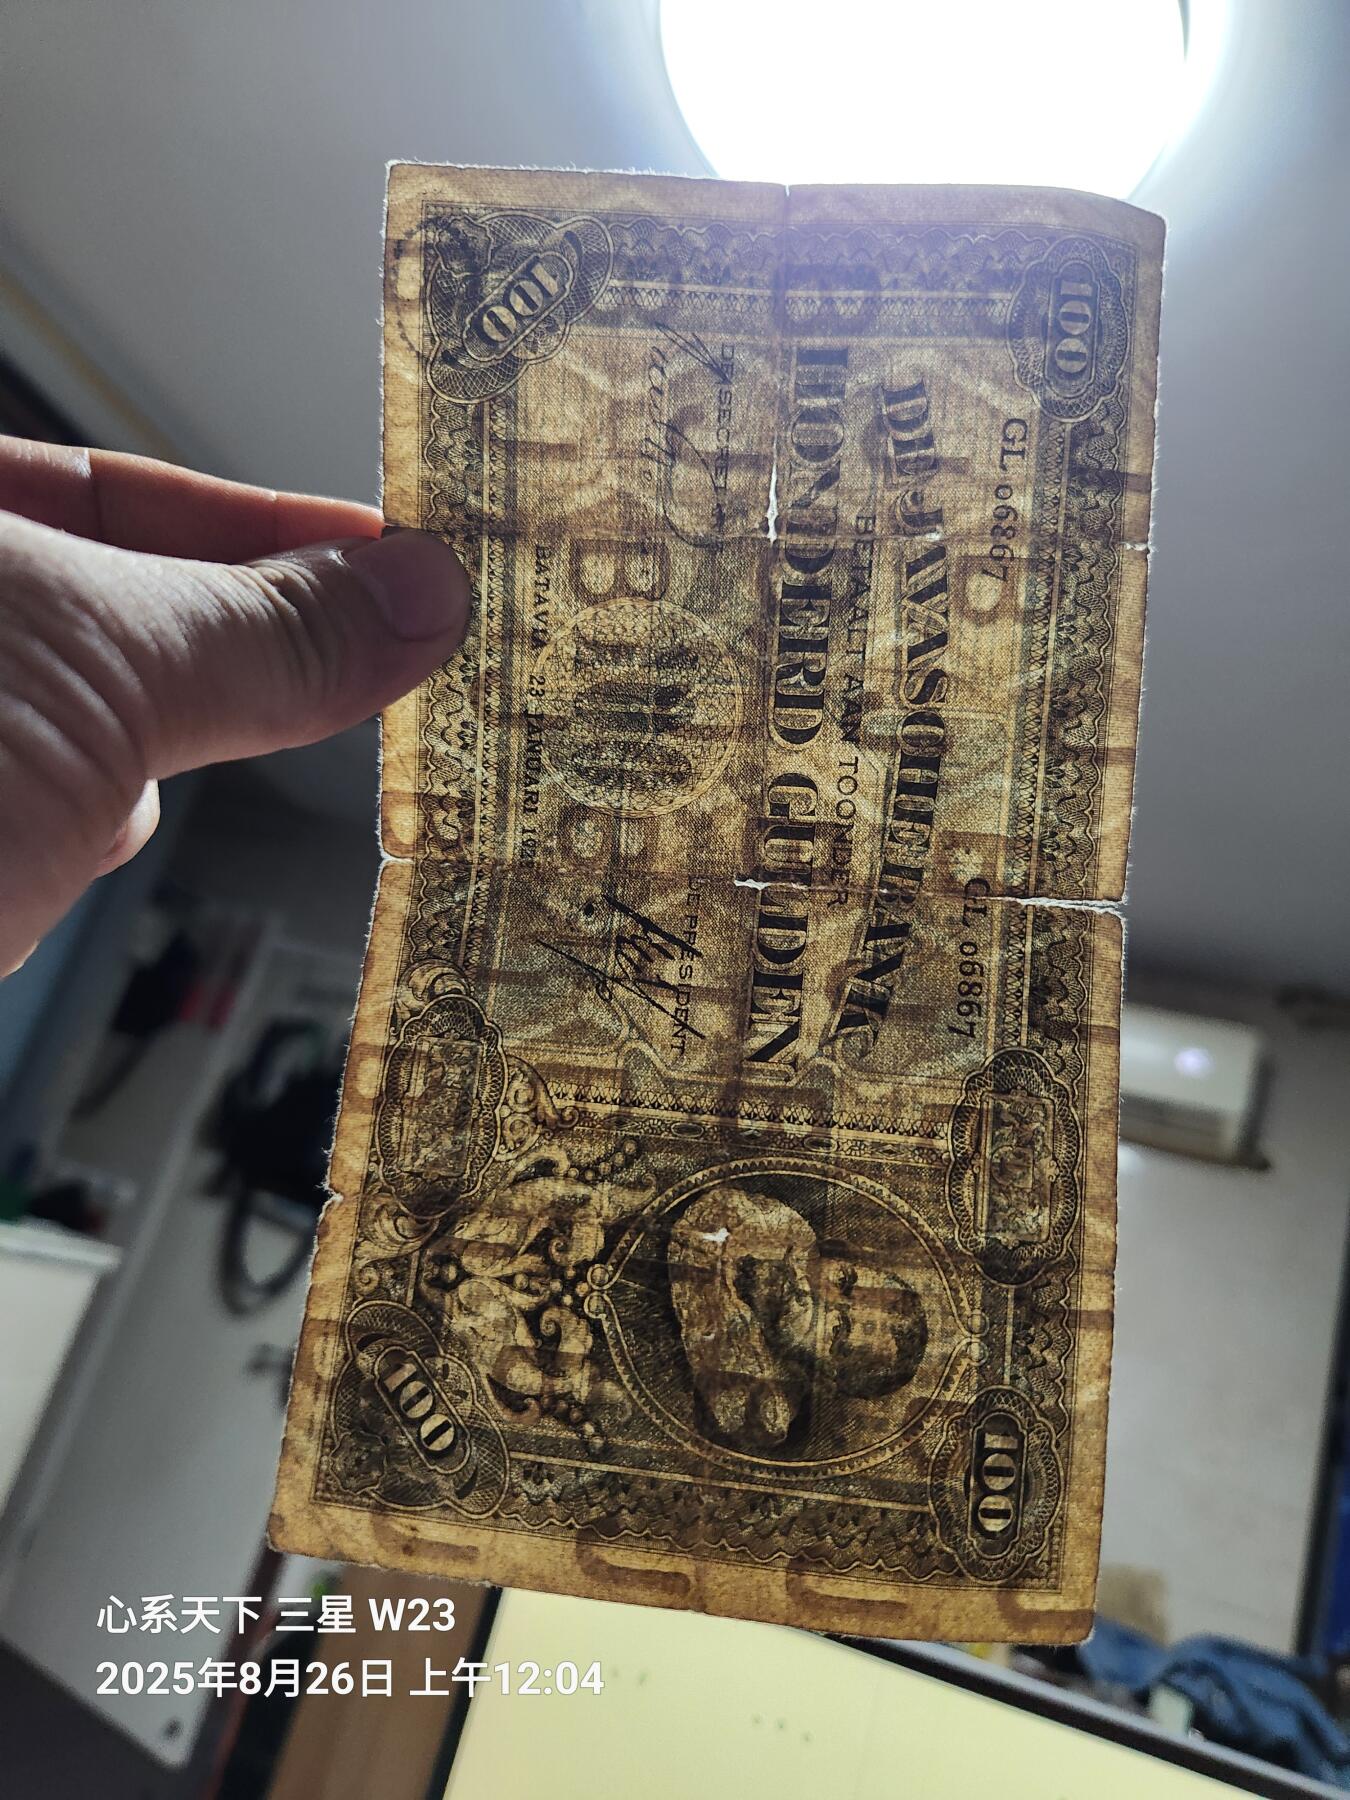 100
100
GL 06867
GL 06867
DE JAVASCHE BANK
BETAALT AAN TOONDER
HONDERD GULDEN
DE SECRETARIS
DE PRESIDENT
100
BATAVIA 23 JANUARI 192
100
100
心系天下 三星 W23
2025年8月26日 上午12:04